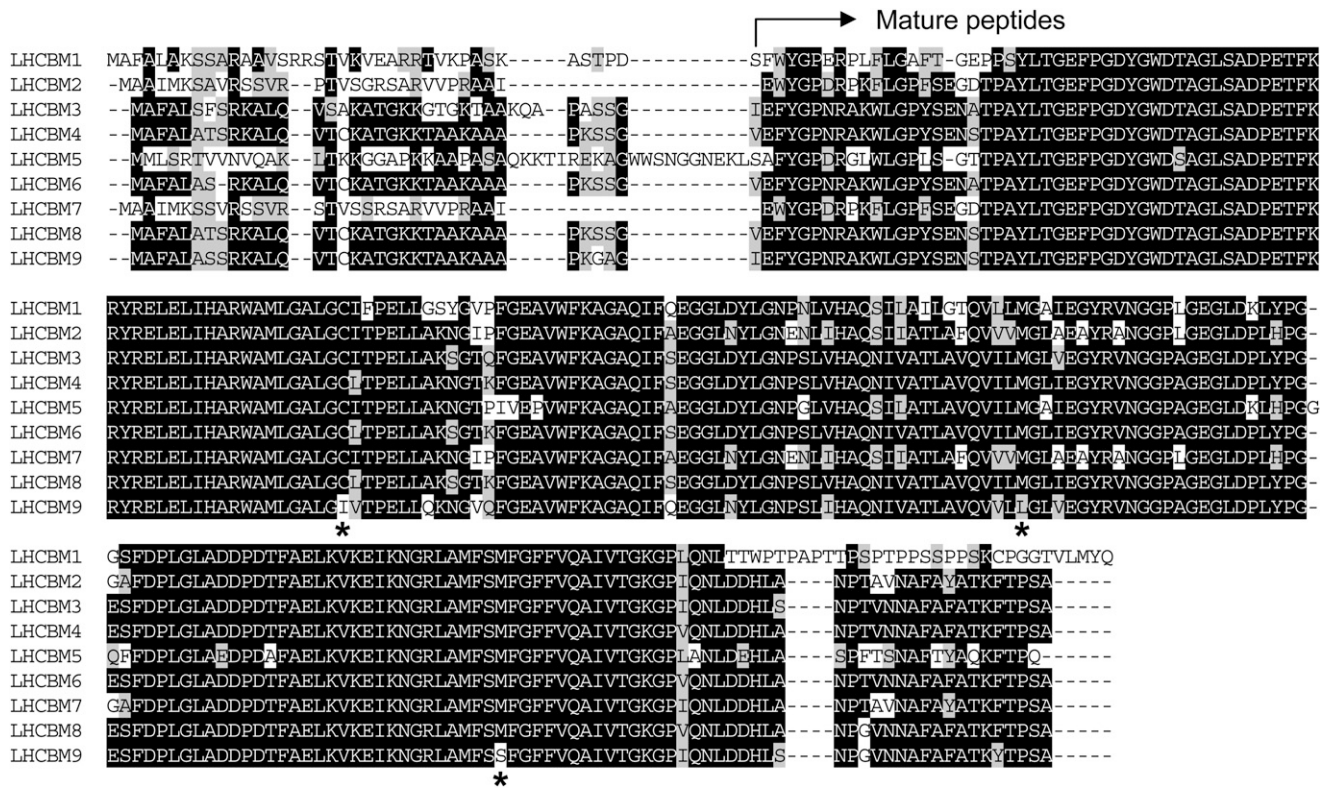 Mature peptides
LHCBM1 MAFALAKSSARAAVSRRSTVKVEARRTVKPASK-----ASTPD----------SFWYGPERPLFLGAFT-GEPPSYLTGEFPGDYGWDTAGLSADPETFK
LHCBM2 --MAAIMKSAVRSSVR--PTVSGRSARVVPRAAI--------------------EWYGPDRPKFLGPFSEGDTPAYLTGEFPGDYGWDTAGLSADPETFK
LHCBM3 --MAFALSFSRKALQ--VSAKATGKKGTGKTAAKQA--PASSG----------IEFYGPNRAKWLGPYSENATPAYLTGEFPGDYGWDTAGLSADPETFK
LHCBM4 --MAFALATSRKALQ--VTCKATGKKTAAKAAA-----PKSSG----------VEFYGPNRAKWLGPYSENSTPAYLTGEFPGDYGWDTAGLSADPETFK
LHCBM5 --MMLSRTVVNVQAK--LTKKGGAPKKAAPASAQKKTIREKAGWWSNGGNEKLSAFYGPDRGLWLGPLS-GTTPAYLTGEFPGDYGWDSAGLSADPETFK
LHCBM6 --MAFALAS-RKALQ--VTCKATGKKTAAKAAA-----PKSSG----------VEFYGPNRAKWLGPYSENATPAYLTGEFPGDYGWDTAGLSADPETFK
LHCBM7 -MAAIMKSSVRSSVR--STVSSRSARVVPRAAI--------------------EWYGPDRPKFLGPFSEGDTPAYLTGEFPGDYGWDTAGLSADPETFK
LHCBM8 --MAFALATSRKALQ--VTCKATGKKTAAKAAA-----PKSSG----------VEFYGPNRAKWLGPYSENSTPAYLTGEFPGDYGWDTAGLSADPETFK
LHCBM9 --MAFALASSRKALQ--VTCKATGKKTAAKAAA-----PKGAG----------IEFYGPNRAKWLGPYSENSTPAYLTGEFPGDYGWDTAGLSADPETFK
LHCBM1 RYRELELIHARWAMLGALGCIFPELLGSYGVPFGEAVWFKAGAQIFQEGGLDYLGNPNLVHAQSILAILGTQVILMGAIEGYRVNGGPLGEGLDKLYPG-
LHCBM2 RYRELELIHARWAMLGALGCITPELLAKNGIPFGEAVWFKAGAQIFAEGGLNYLGNENLIHAQSIIATLAFQVVVMGLAEAYRANGGPLGEGLDPLHPG-
LHCBM3 RYRELELIHARWAMLGALGCITPELLAKSGTQFGEAVWFKAGAQIFSEGGLDYLGNPSLVHAQNIVATLAVQVILMGLVEGYRVNGGPAGEGLDPLYPG-
LHCBM4 RYRELELIHARWAMLGALGCLTPELLAKNGTKFGEAVWFKAGAQIFSEGGLDYLGNPSLVHAQNIVATLAVQVILMGLIEGYRVNGGPAGEGLDPLYPG-
LHCBM5 RYRELELIHARWAMLGALGCITPELLAKNGTPIVEPVWFKAGAQIFAEGGLDYLGNPGLVHAQSILATLAVQVILMGAIEGYRVNGGPAGEGLDKLHPGG
LHCBM6 RYRELELIHARWAMLGALGCLTPELLAKSGTKFGEAVWFKAGAQIFSEGGLDYLGNPSLVHAQNIVATLAVQVILMGLIEGYRVNGGPAGEGLDPLYPG-
LHCBM7 RYRELELIHARWAMLGALGCITPELLAKNGIPFGEAVWFKAGAQIFAEGGLNYLGNENLIHAQSIIATLAFQVVVMGLAEAYRANGGPLGEGLDPLHPG-
LHCBM8 RYRELELIHARWAMLGALGCLTPELLAKSGTKFGEAVWFKAGAQIFSEGGLDYLGNPSLVHAQNIVATLAVQVILMGLIEGYRVNGGPAGEGLDPLYPG-
LHCBM9 RYRELELIHARWAMLGALGIVTPELLQKNGVQFGEAVWFKAGAQIFSEGGLNYLGNPSLIHAQNIVATLAVQVVLLGLVEGYRVNGGPAGEGLDPLYPG-
* *
LHCBM1 GSFDPLGLADDPDTFAELKVKEIKNGRLAMFSMFGFFVQAIVTGKGPLQNLTTWPTPAPTTPSPTPPSSPPSKCPGGTVLMYQ
LHCBM2 GAFDPLGLADDPDTFAELKVKEIKNGRLAMFSMFGFFVQAIVTGKGPIQNLDDHLA----NPTAVNAFAYATKFTPSA-----
LHCBM3 ESFDPLGLADDPDTFAELKVKEIKNGRLAMFSMFGFFVQAIVTGKGPIQNLDDHLS----NPTVNNAFAFATKFTPSA-----
LHCBM4 ESFDPLGLADDPDTFAELKVKEIKNGRLAMFSMFGFFVQAIVTGKGPVQNLDDHLA----NPTVNNAFAFATKFTPSA-----
LHCBM5 QFFDPLGLAEDPDAFAELKVKEIKNGRLAMFSMFGFFVQAIVTGKGPLANLDEHLA----SPFTSNAFTYAQKFTPQ-
LHCBM6 ESFDPLGLADDPDTFAELKVKEIKNGRLAMFSMFGFFVQAIVTGKGPVQNLDDHLA----NPTVNNAFAFATKFTPSA-----
LHCBM7 GAFDPLGLADDPDTFAELKVKEIKNGRLAMFSMFGFFVQAIVTGKGPIQNLDDHLA----NPTAVNAFAYATKFTPSA-----
LHCBM8 ESFDPLGLADDPDTFAELKVKEIKNGRLAMFSMFGFFVQAIVTGKGPVQNLDDHLA----NPGVNNAFAFATKFTPSA-----
LHCBM9 ESFDPLGLADDPDTFAELKVKEIKNGRLAMFSSFGFFVQAIVTGKGPIQNLDDHLS----NPGVNNAFAFATKYTPSA-----
*